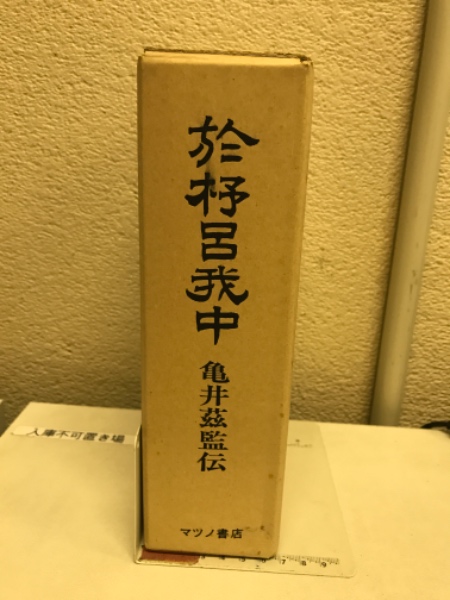 於杼呂我中
亀井茲監伝
マツノ書店
入庫不可置き場